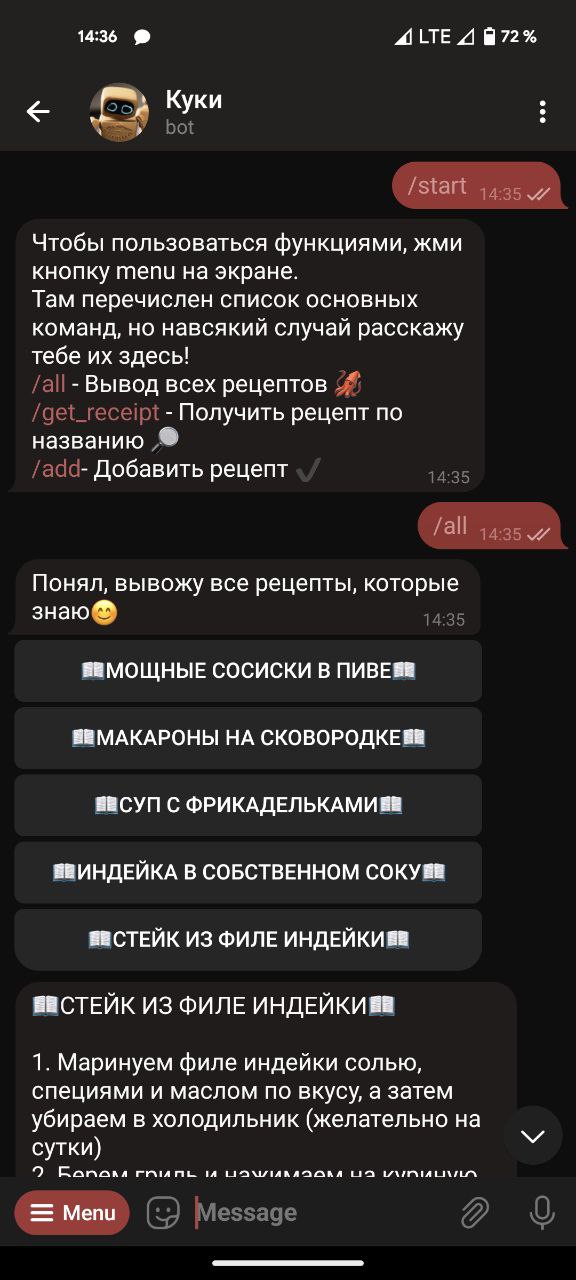 14:36
LTE
72 %
Куки
bot
/start 14:35
Чтобы пользоваться функциями, жми
кнопку menu на экране.
Там перечислен список основных
команд, но навсякий случай расскажу
тебе их здесь!
/all - Вывод всех рецептов 🦑
/get_receipt - Получить рецепт по
названию 🔎
/add- Добавить рецепт ✔️
14:35
/all 14:35
Понял, вывожу все рецепты, которые
знаю😊
14:35
📖МОЩНЫЕ СОСИСКИ В ПИВЕ📖
📖МАКАРОНЫ НА СКОВОРОДКЕ📖
📖СУП С ФРИКАДЕЛЬКАМИ📖
📖ИНДЕЙКА В СОБСТВЕННОМ СОКУ📖
📖СТЕЙК ИЗ ФИЛЕ ИНДЕЙКИ📖
📖СТЕЙК ИЗ ФИЛЕ ИНДЕЙКИ📖
1. Маринуем филе индейки солью,
специями и маслом по вкусу, а затем
убираем в холодильник (желательно на
сутки)
2. Берем гриль и нажимаем на куриную
Menu
Message